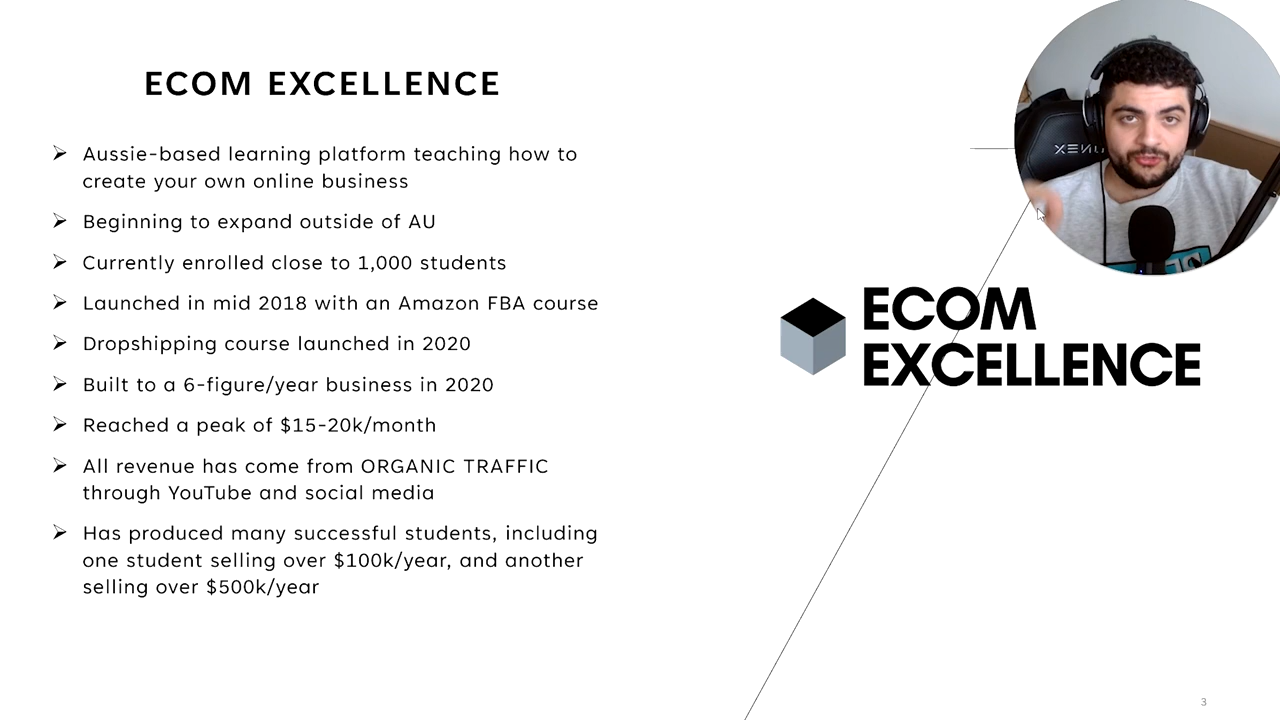 ECOM EXCELLENCE
Aussie-based learning platform teaching how to
create your own online business
Beginning to expand outside of AU
Currently enrolled close to 1,000 students
Launched in mid 2018 with an Amazon FBA course
Dropshipping course launched in 2020
Built to a 6-figure/year business in 2020
Reached a peak of $15-20k/month
All revenue has come from ORGANIC TRAFFIC
through YouTube and social media
Has produced many successful students, including
one student selling over $100k/year, and another
selling over $500k/year
ECOM
EXCELLENCE
3